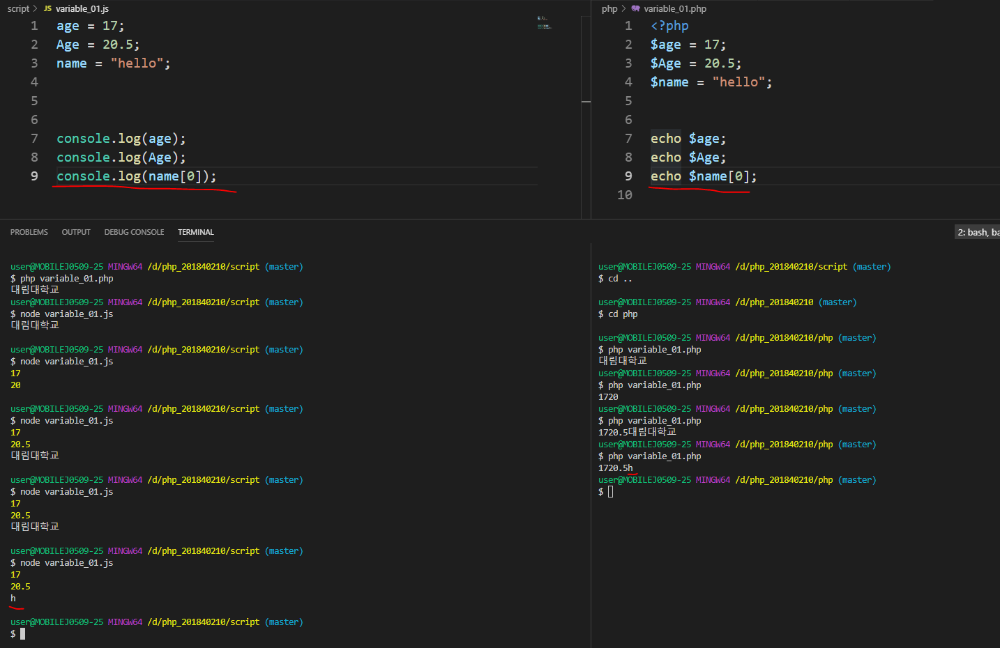 script > JS variable_01.js
1 age = 17;
2 Age = 20.5;
3 name = "hello";
4
5
6
7 console.log(age);
8 console.log(Age);
9 console.log(name[0]);
php > variable_01.php
1 <?php
2 $age = 17;
3 $Age = 20.5;
4 $name = "hello";
5
6
7 echo $age;
8 echo $Age;
9 echo $name[0];
10
PROBLEMS OUTPUT DEBUG CONSOLE TERMINAL
2: bash, ba
user@MOBILEJ0509-25 MINGW64 /d/php_201840210/script (master)
$ php variable_01.php
대림대학교
user@MOBILEJ0509-25 MINGW64 /d/php_201840210/script (master)
$ node variable_01.js
대림대학교
user@MOBILEJ0509-25 MINGW64 /d/php_201840210/script (master)
$ node variable_01.js
17
20
user@MOBILEJ0509-25 MINGW64 /d/php_201840210/script (master)
$ node variable_01.js
17
20.5
대림대학교
user@MOBILEJ0509-25 MINGW64 /d/php_201840210/script (master)
$ node variable_01.js
17
20.5
대림대학교
user@MOBILEJ0509-25 MINGW64 /d/php_201840210/script (master)
$ node variable_01.js
17
20.5
h
user@MOBILEJ0509-25 MINGW64 /d/php_201840210/script (master)
$
user@MOBILEJ0509-25 MINGW64 /d/php_201840210/script (master)
$ cd ..
user@MOBILEJ0509-25 MINGW64 /d/php_201840210 (master)
$ cd php
user@MOBILEJ0509-25 MINGW64 /d/php_201840210/php (master)
$ php variable_01.php
대림대학교
user@MOBILEJ0509-25 MINGW64 /d/php_201840210/php (master)
$ php variable_01.php
1720
user@MOBILEJ0509-25 MINGW64 /d/php_201840210/php (master)
$ php variable_01.php
1720.5대림대학교
user@MOBILEJ0509-25 MINGW64 /d/php_201840210/php (master)
$ php variable_01.php
1720.5h
user@MOBILEJ0509-25 MINGW64 /d/php_201840210/php (master)
$